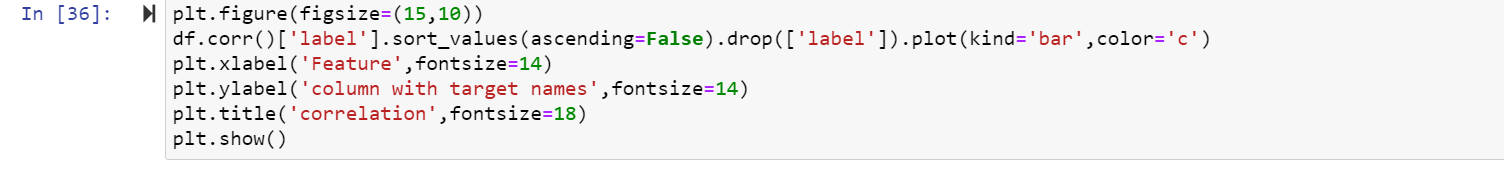 In [36]:
plt.figure(figsize=(15,10))
df.corr()['label'].sort_values(ascending=False).drop(['label']).plot(kind='bar',color='c')
plt.xlabel('Feature',fontsize=14)
plt.ylabel('column with target names',fontsize=14)
plt.title('correlation',fontsize=18)
plt.show()